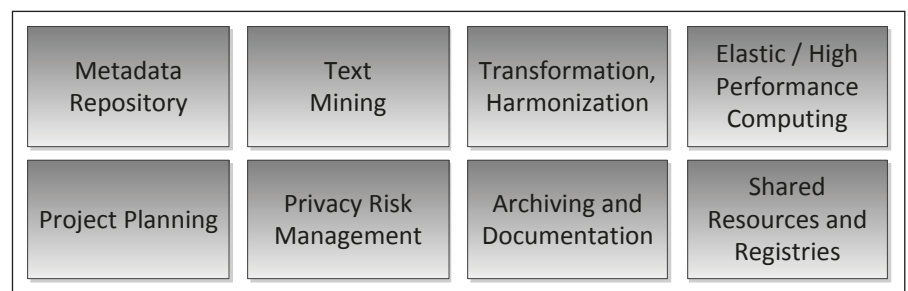 Metadata
Repository
Text
Mining
Transformation,
Harmonization
Elastic / High
Performance
Computing
Project Planning
Privacy Risk
Management
Archiving and
Documentation
Shared
Resources and
Registries